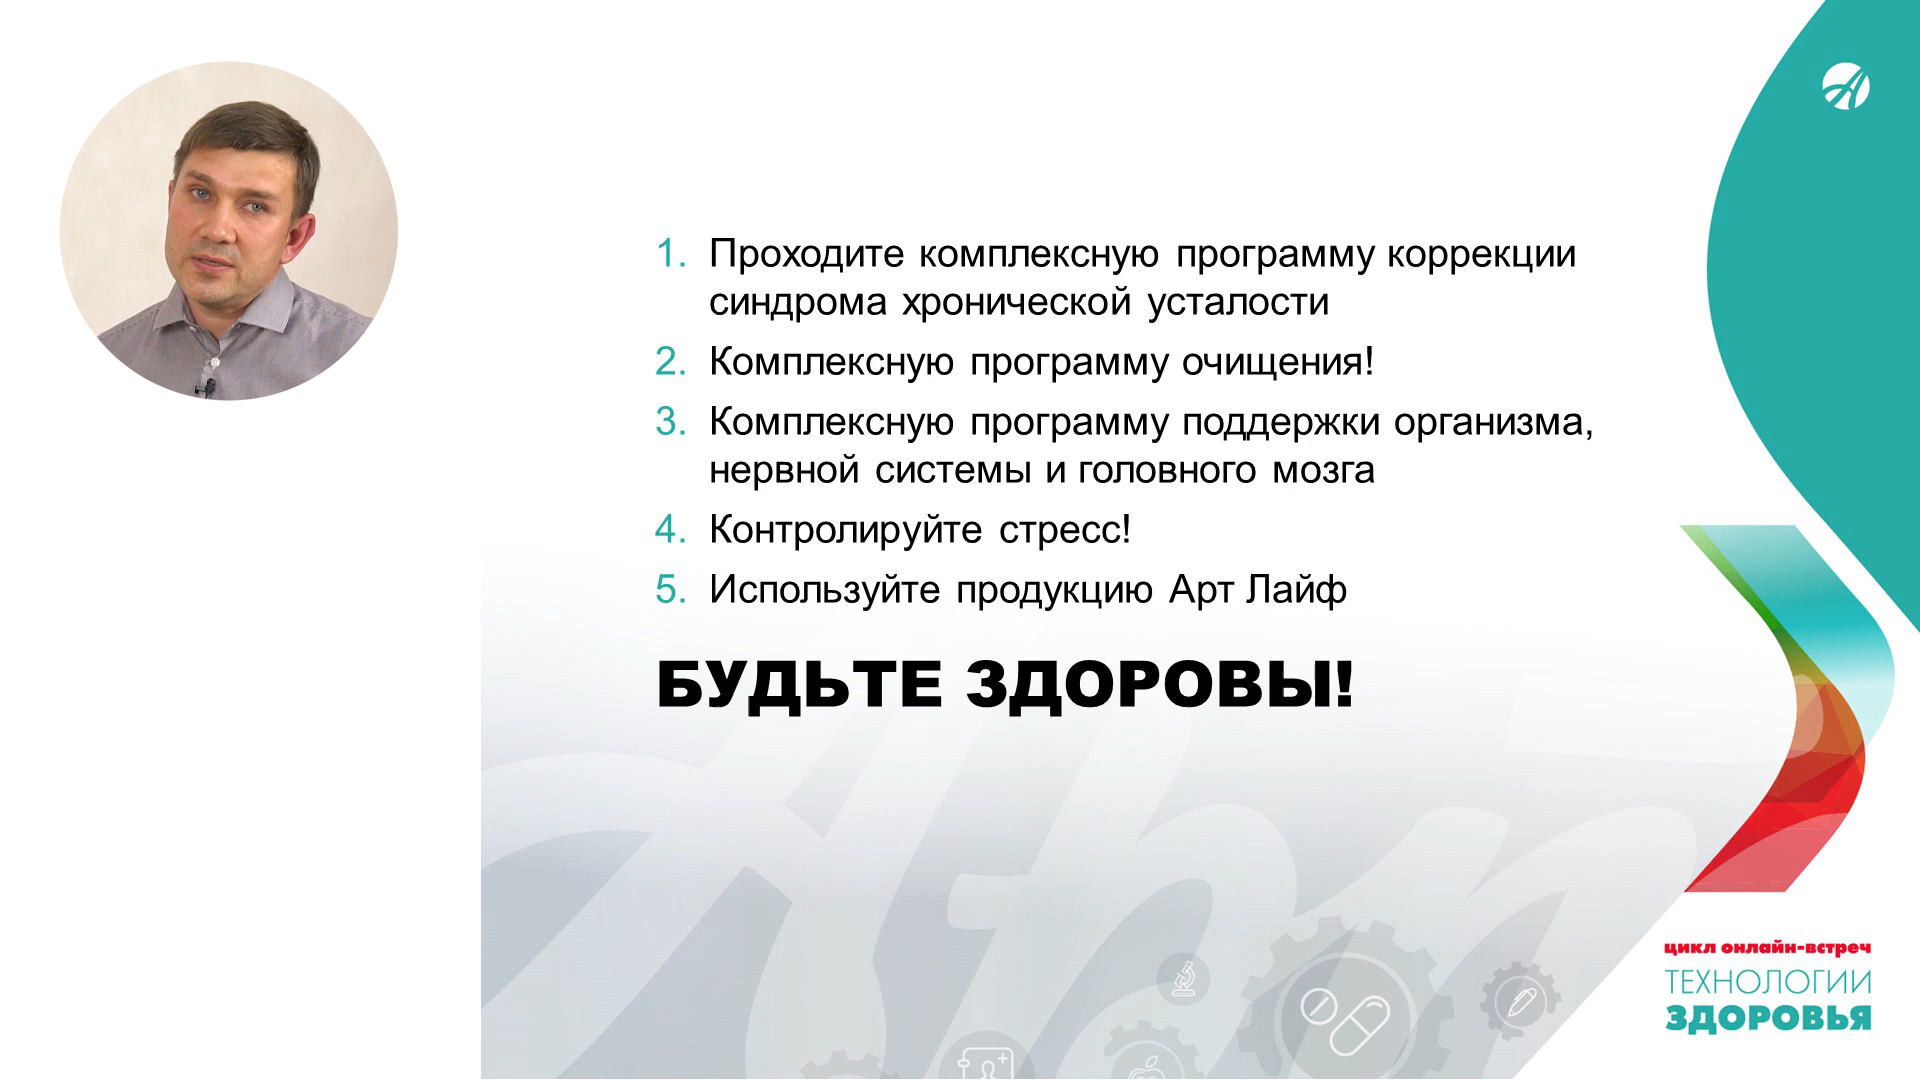 1. Проходите комплексную программу коррекции
синдрома хронической усталости
2. Комплексную программу очищения!
3. Комплексную программу поддержки организма,
нервной системы и головного мозга
4. Контролируйте стресс!
5. Используйте продукцию Арт Лайф
БУДЬТЕ ЗДОРОВЫ!
цикл онлайн-встреч
ТЕХНОЛОГИИ
ЗДОРОВЬЯ